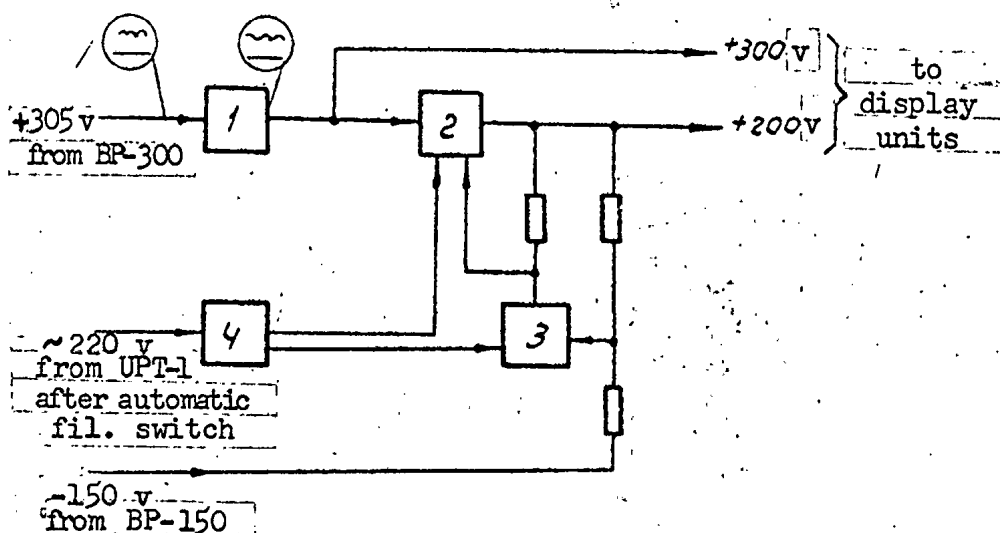 +300 v
to
display
units
+305 v
from BP-300
1
2
+200 v
3
4
~220 v
from UPT-1
after automatic
fil. switch
-150 v
from BP-150